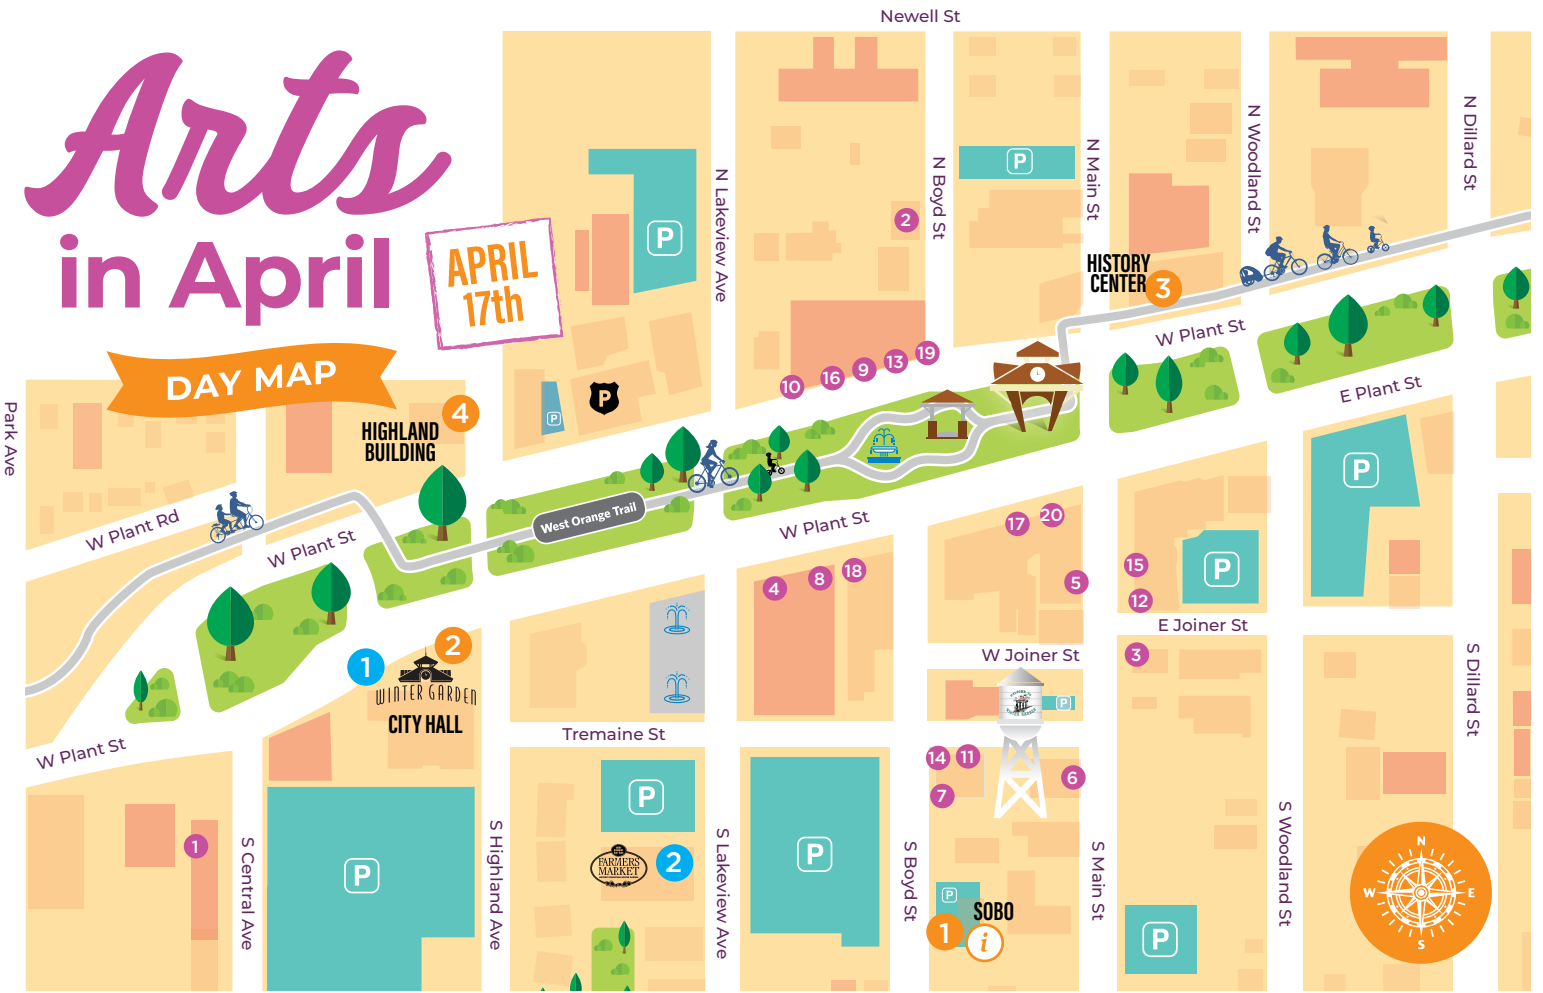 Newell St
Arts
in April
APRIL
17th
DAY MAP
N Lakeview Ave
N Boyd St
N Main St
N Woodland St
N Dillard St
P
P
2
HISTORY
CENTER
3
W Plant St
E Plant St
10
16
9
13
19
P
P
Park Ave
HIGHLAND
BUILDING
4
W Plant Rd
W Plant St
West Orange Trail
W Plant St
17
20
P
4
8
18
15
12
5
P
E Joiner St
W Joiner St
3
1
2
WINTER GARDEN
CITY HALL
P
W Plant St
Tremaine St
14
11
7
6
S Dillard St
1
S Central Ave
P
S Highland Ave
P
FARMERS
MARKET
2
S Lakeview Ave
P
S Boyd St
P
SOBO
1
i
S Main St
P
S Woodland St
N
W
E
S